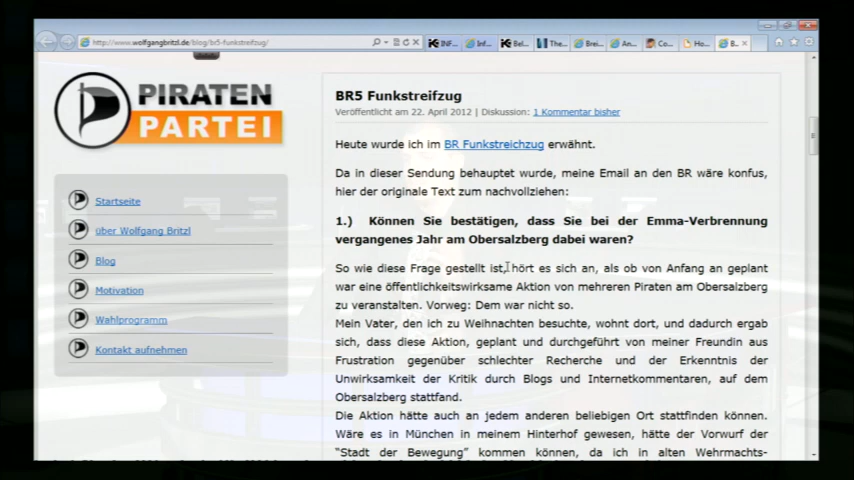 http://www.wolfgangbritzl.de/blog/br5-funkstreifzug/
INF...
Inf...
Bel...
The...
Brei...
An...
Co...
Ho...
B...
PIRATEN
PARTEI
Startseite
über Wolfgang Britzl
Blog
Motivation
Wahlprogramm
Kontakt aufnehmen
BR5 Funkstreifzug
Veröffentlicht am 22. April 2012 | Diskussion: 1 Kommentar bisher
Heute wurde ich im BR Funkstreichzug erwähnt.
Da in dieser Sendung behauptet wurde, meine Email an den BR wäre konfus,
hier der originale Text zum nachvollziehen:
1.) Können Sie bestätigen, dass Sie bei der Emma-Verbrennung
vergangenes Jahr am Obersalzberg dabei waren?
So wie diese Frage gestellt ist, hört es sich an, als ob von Anfang an geplant
war eine öffentlichkeitswirksame Aktion von mehreren Piraten am Obersalzberg
zu veranstalten. Vorweg: Dem war nicht so.
Mein Vater, den ich zu Weihnachten besuchte, wohnt dort, und dadurch ergab
sich, dass diese Aktion, geplant und durchgeführt von meiner Freundin aus
Frustration gegenüber schlechter Recherche und der Erkenntnis der
Unwirksamkeit der Kritik durch Blogs und Internetkommentaren, auf dem
Obersalzberg stattfand.
Die Aktion hätte auch an jedem anderen beliebigen Ort stattfinden können.
Wäre es in München in meinem Hinterhof gewesen, hätte der Vorwurf der
"Stadt der Bewegung" kommen können, da ich in alten Wehrmachts-